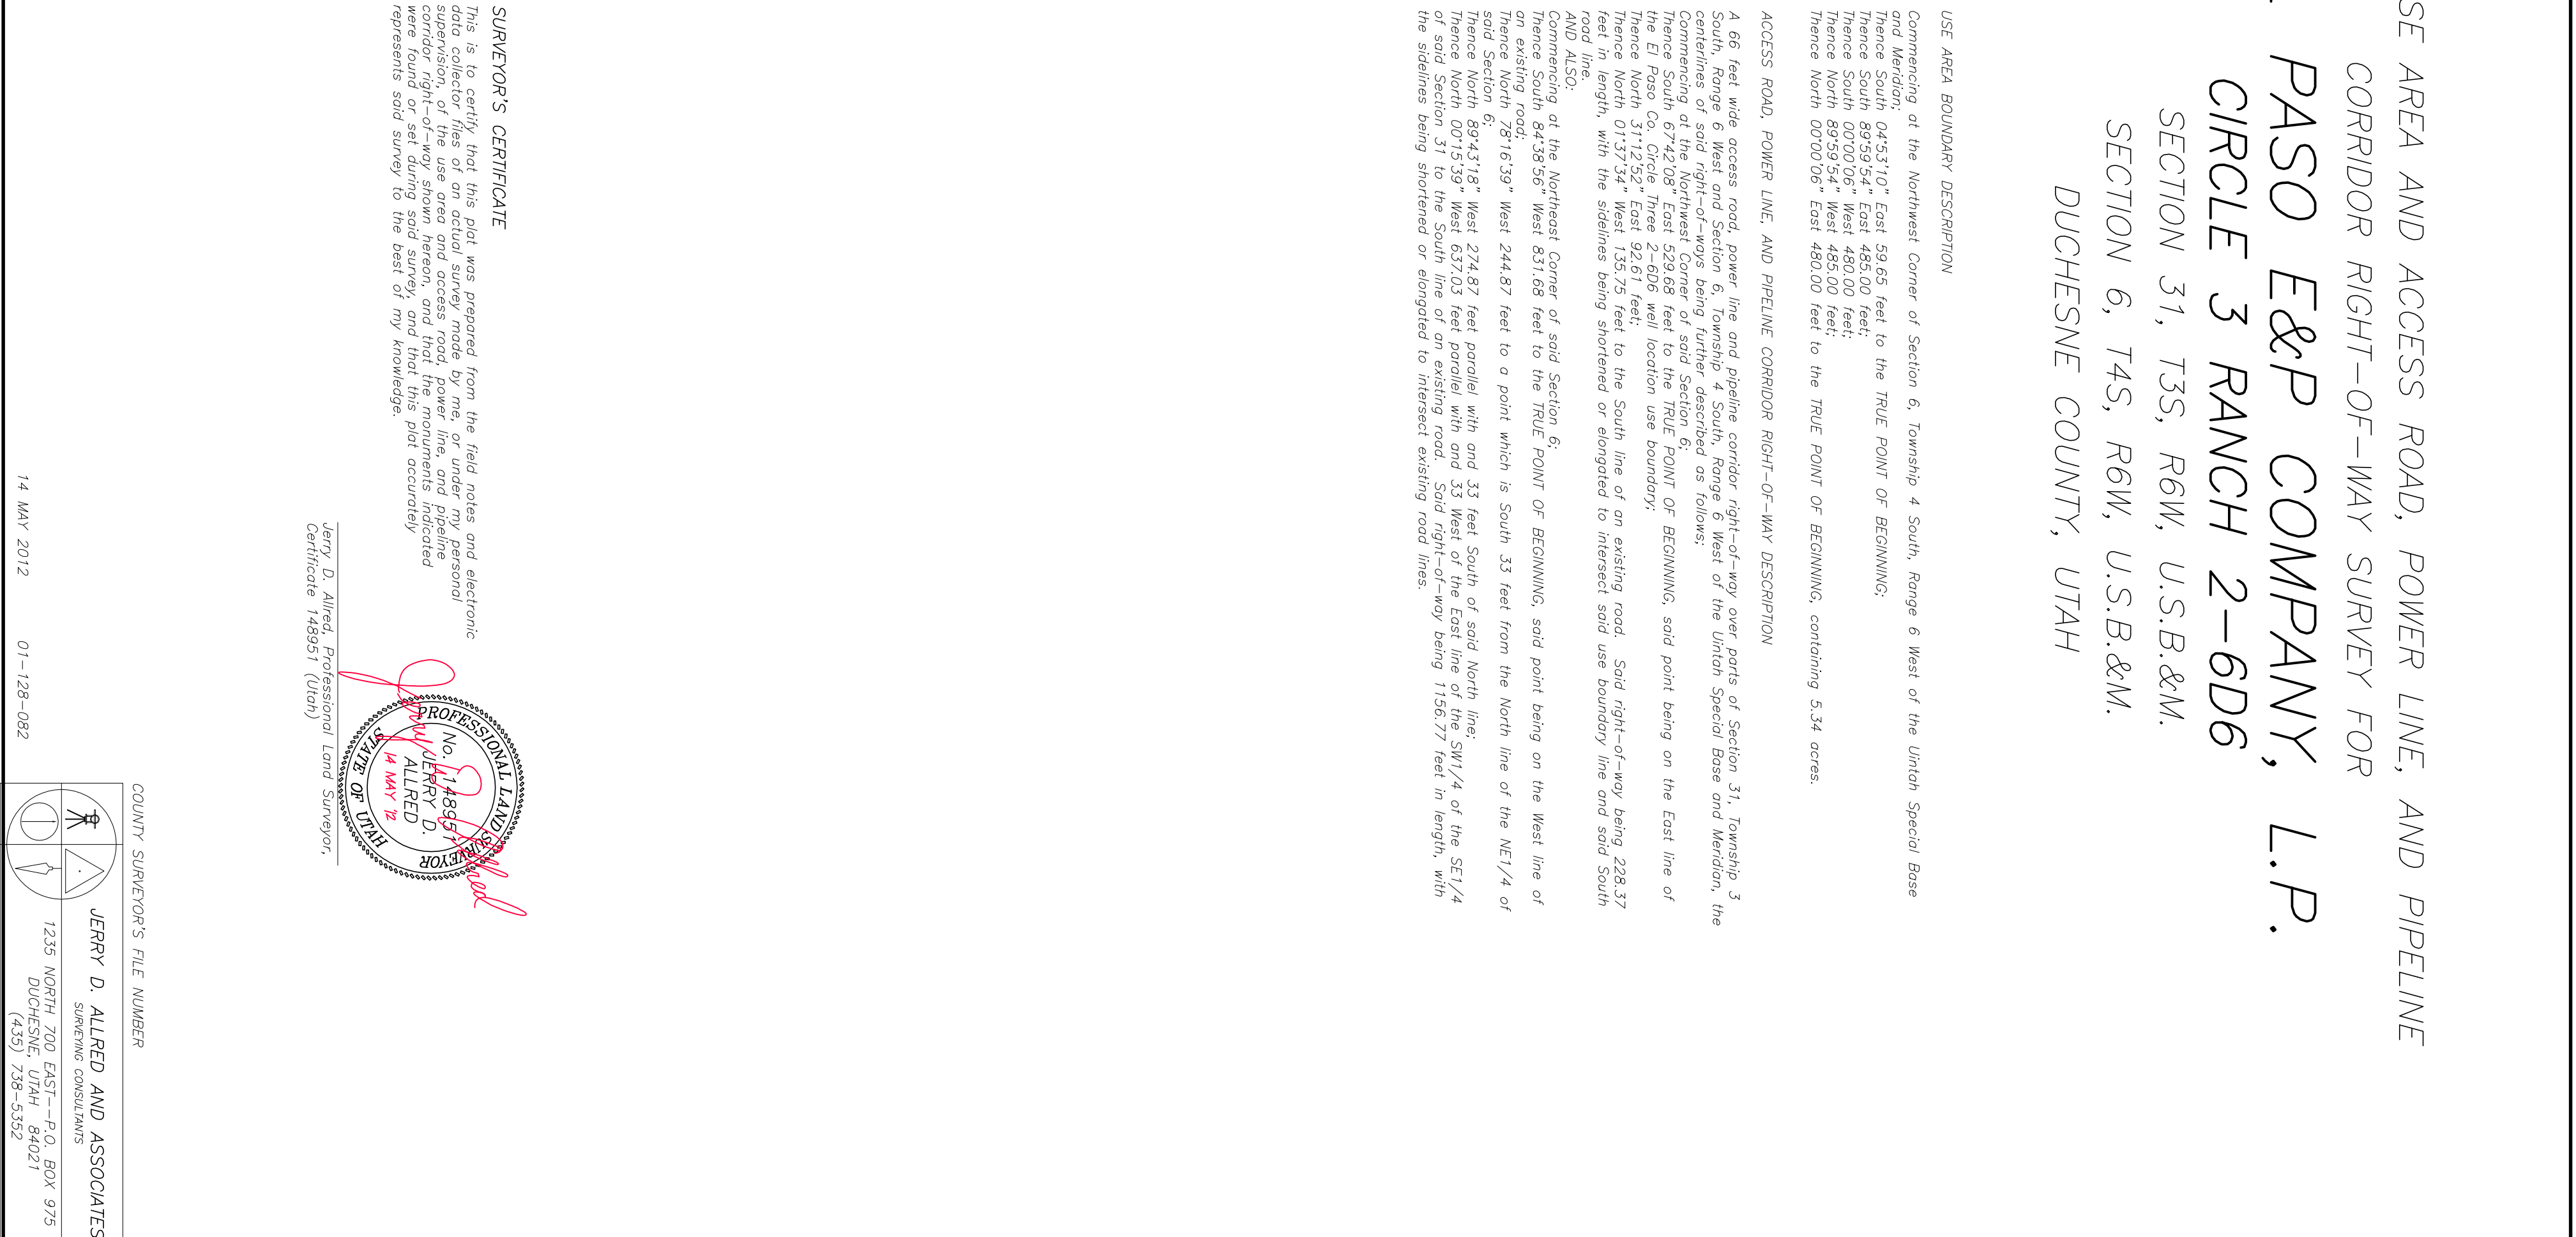 SE AREA AND ACCESS ROAD, POWER LINE, AND PIPELINE
CORRIDOR RIGHT-OF-WAY SURVEY FOR
PASO E&P COMPANY, L.P.
CIRCLE 3 RANCH 2-6D6
SECTION 31, T3S, R6W, U.S.B.&M.
SECTION 6, T4S, R6W, U.S.B.&M.
DUCHESNE COUNTY, UTAH
USE AREA BOUNDARY DESCRIPTION
Commencing at the Northwest Corner of Section 6, Township 4 South, Range 6 West of the Uintah Special Base
and Meridian;
Thence South 04°53'10" East 59.65 feet to the TRUE POINT OF BEGINNING;
Thence South 89°59'54" East 485.00 feet;
Thence South 00°00'06" West 480.00 feet;
Thence North 89°59'54" West 485.00 feet;
Thence North 00°00'06" East 480.00 feet to the TRUE POINT OF BEGINNING, containing 5.34 acres.
ACCESS ROAD, POWER LINE, AND PIPELINE CORRIDOR RIGHT-OF-WAY DESCRIPTION
A 66 feet wide access road, power line and pipeline corridor right-of-way over parts of Section 31, Township 3
South, Range 6 West and Section 6, Township 4 South, Range 6 West of the Uintah Special Base and Meridian, the
centerlines of said right-of-ways being further described as follows;
Commencing at the Northwest Corner of said Section 6;
Thence South 67°42'08" East 529.68 feet to the TRUE POINT OF BEGINNING, said point being on the East line of
the El Paso Co. Circle Three 2-6D6 well location use boundary;
Thence North 31°12'52" East 92.61 feet;
Thence North 01°37'34" West 135.75 feet to the South line of an existing road. Said right-of-way being 228.37
feet in length, with the sidelines being shortened or elongated to intersect said use boundary line and said South
road line.
AND ALSO:
Commencing at the Northeast Corner of said Section 6;
Thence South 84°38'56" West 831.68 feet to the TRUE POINT OF BEGINNING, said point being on the West line of
an existing road;
Thence North 78°16'39" West 244.87 feet to a point which is South 33 feet from the North line of the NE1/4 of
said Section 6;
Thence North 89°43'18" West 274.87 feet parallel with and 33 feet South of said North line;
Thence North 00°15'39" West 637.03 feet parallel with and 33 West of the East line of the SW1/4 of the SE1/4
of said Section 31 to the South line of an existing road. Said right-of-way being 1156.77 feet in length, with
the sidelines being shortened or elongated to intersect existing road lines.
SURVEYOR'S CERTIFICATE
This is to certify that this plat was prepared from the field notes and electronic
data collector files of an actual survey made by me, or under my personal
supervision, of the use area and access road, power line, and pipeline
corridor right-of-way shown hereon, and that the monuments indicated
were found or set during said survey, and that this plat accurately
represents said survey to the best of my knowledge.
Jerry D. Allred, Professional Land Surveyor,
Certificate 148951 (Utah)
PROFESSIONAL LAND SURVEYOR
No. 148951
JERRY D.
ALLRED
14 MAY '12
STATE OF UTAH
Jerry D. Allred
14 MAY 2012 01-128-082
COUNTY SURVEYOR'S FILE NUMBER
JERRY D. ALLRED AND ASSOCIATES
SURVEYING CONSULTANTS
1235 NORTH 700 EAST--P.O. BOX 975
DUCHESNE, UTAH 84021
(435) 738-5352